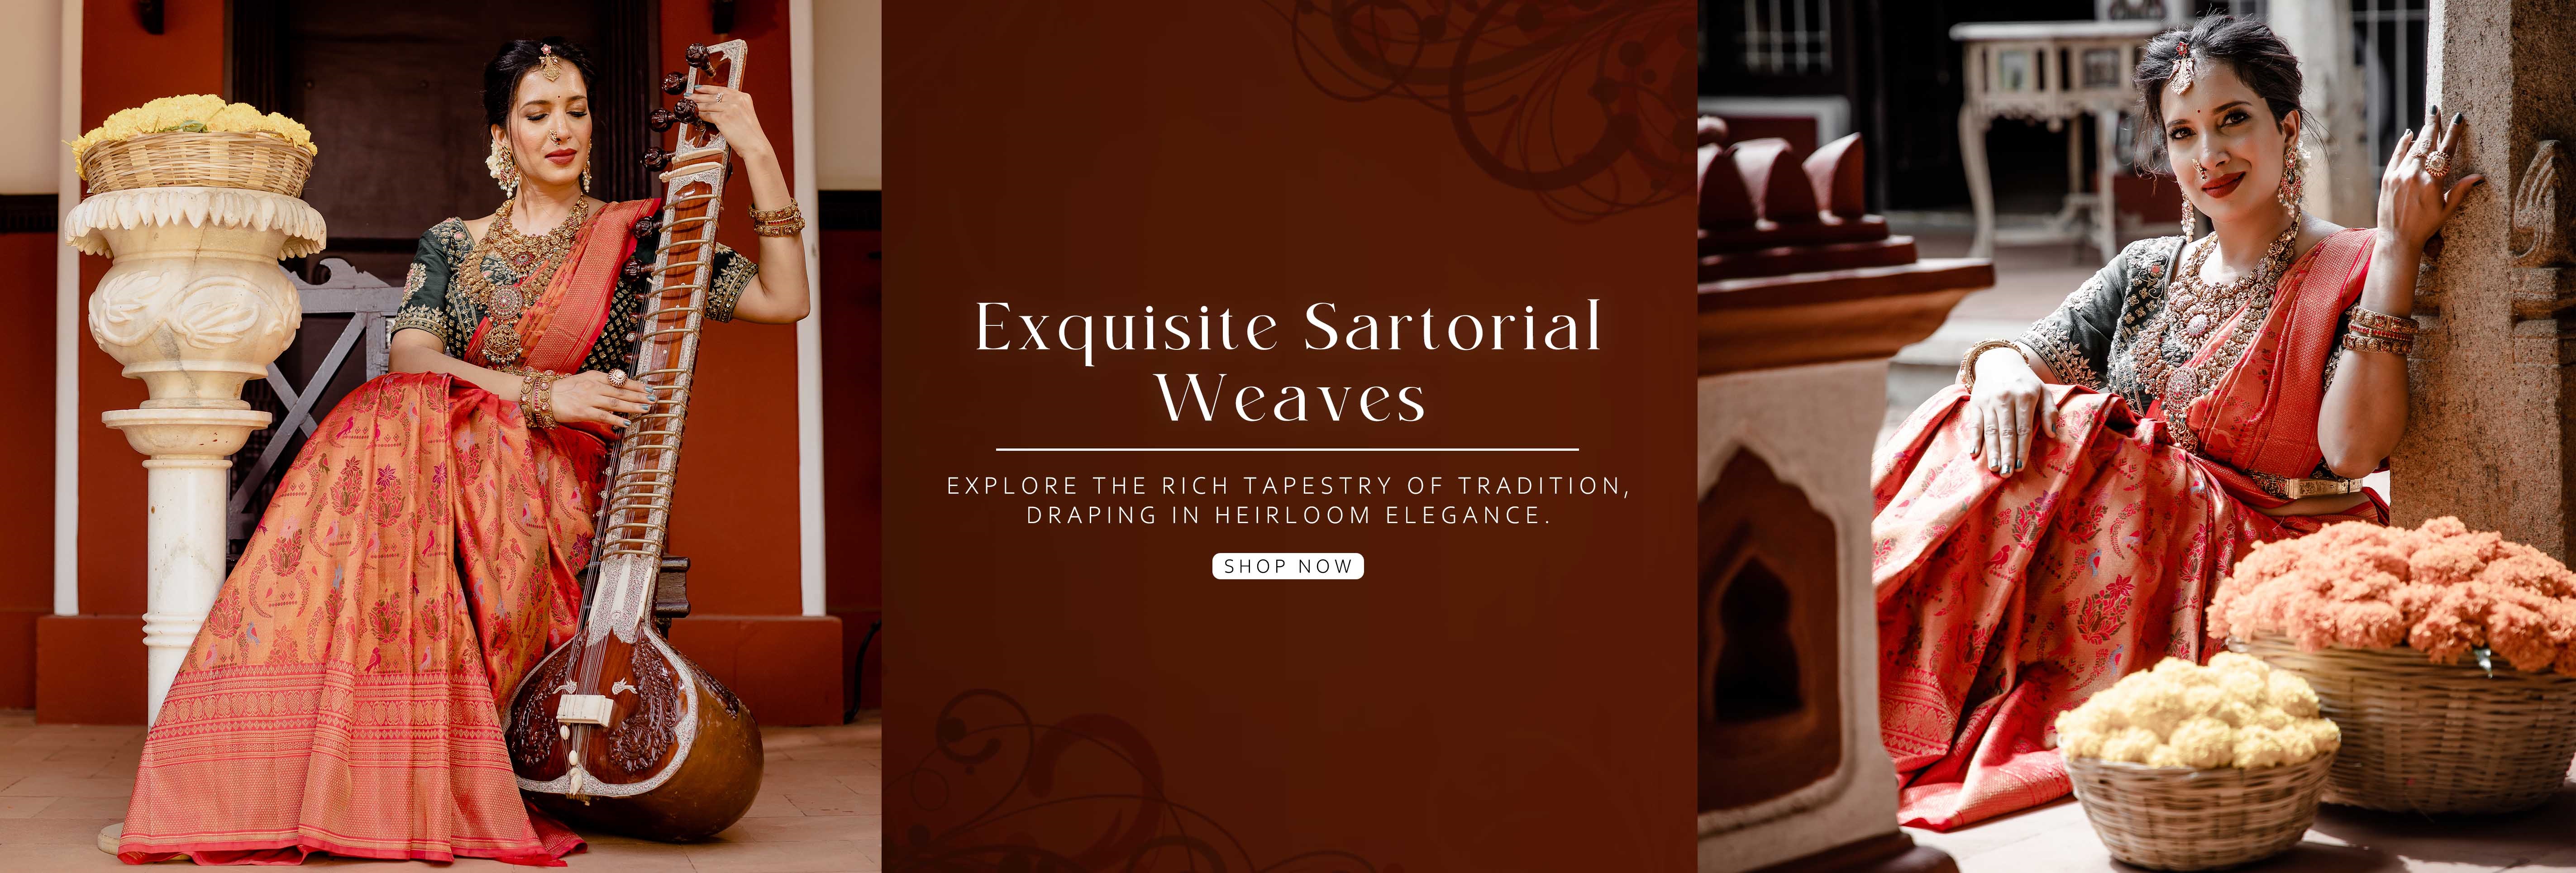 Exquisite Sartorial
Weaves
EXPLORE THE RICH TAPESTRY OF TRADITION,
DRAPING IN HEIRLOOM ELEGANCE.
SHOP NOW